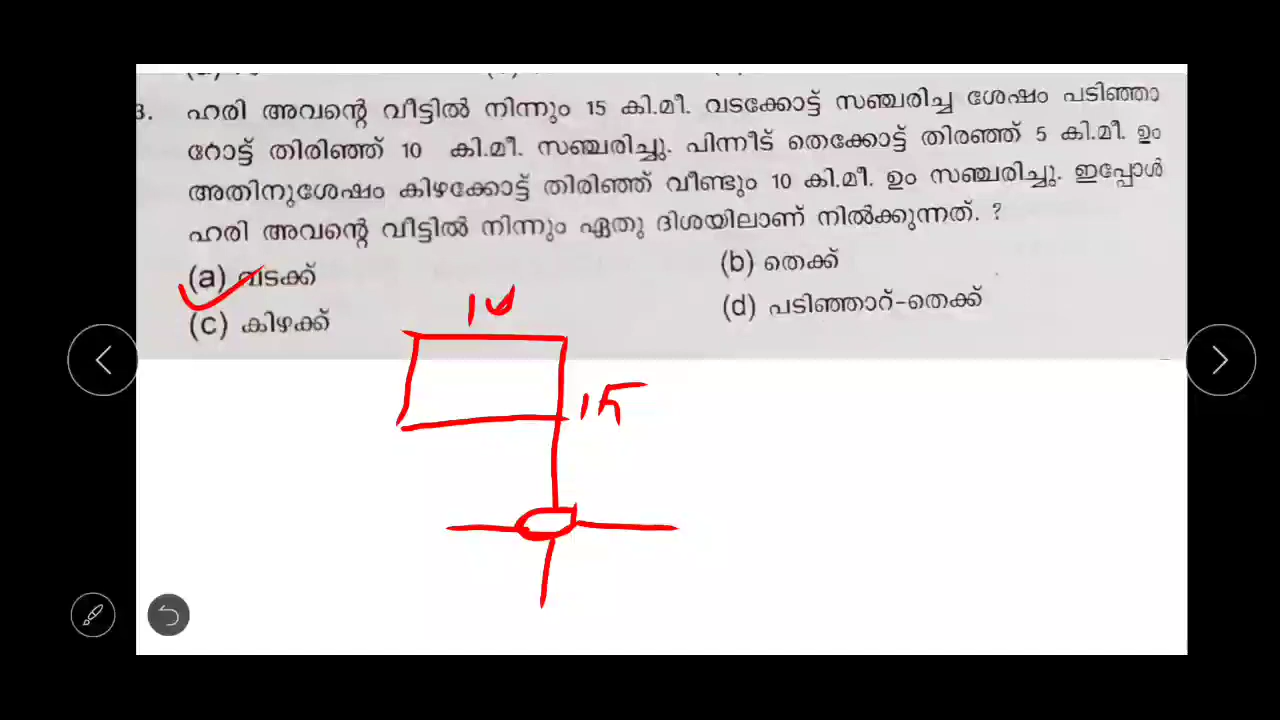 3. ഹരി അവന്റെ വീട്ടിൽ നിന്നും 15 കി.മീ. വടക്കോട്ട് സഞ്ചരിച്ച ശേഷം പടിഞ്ഞാ
റോട്ട് തിരിഞ്ഞ് 10 കി.മീ. സഞ്ചരിച്ചു. പിന്നീട് തെക്കോട്ട് തിരഞ്ഞ് 5 കി.മീ. ഉം
അതിനുശേഷം കിഴക്കോട്ട് തിരിഞ്ഞ് വീണ്ടും 10 കി.മീ. ഉം സഞ്ചരിച്ചു. ഇപ്പോൾ
ഹരി അവന്റെ വീട്ടിൽ നിന്നും ഏതു ദിശയിലാണ് നിൽക്കുന്നത്. ?
(a) വടക്ക് (b) തെക്ക്
(c) കിഴക്ക് (d) പടിഞ്ഞാറ്-തെക്ക്
10
15